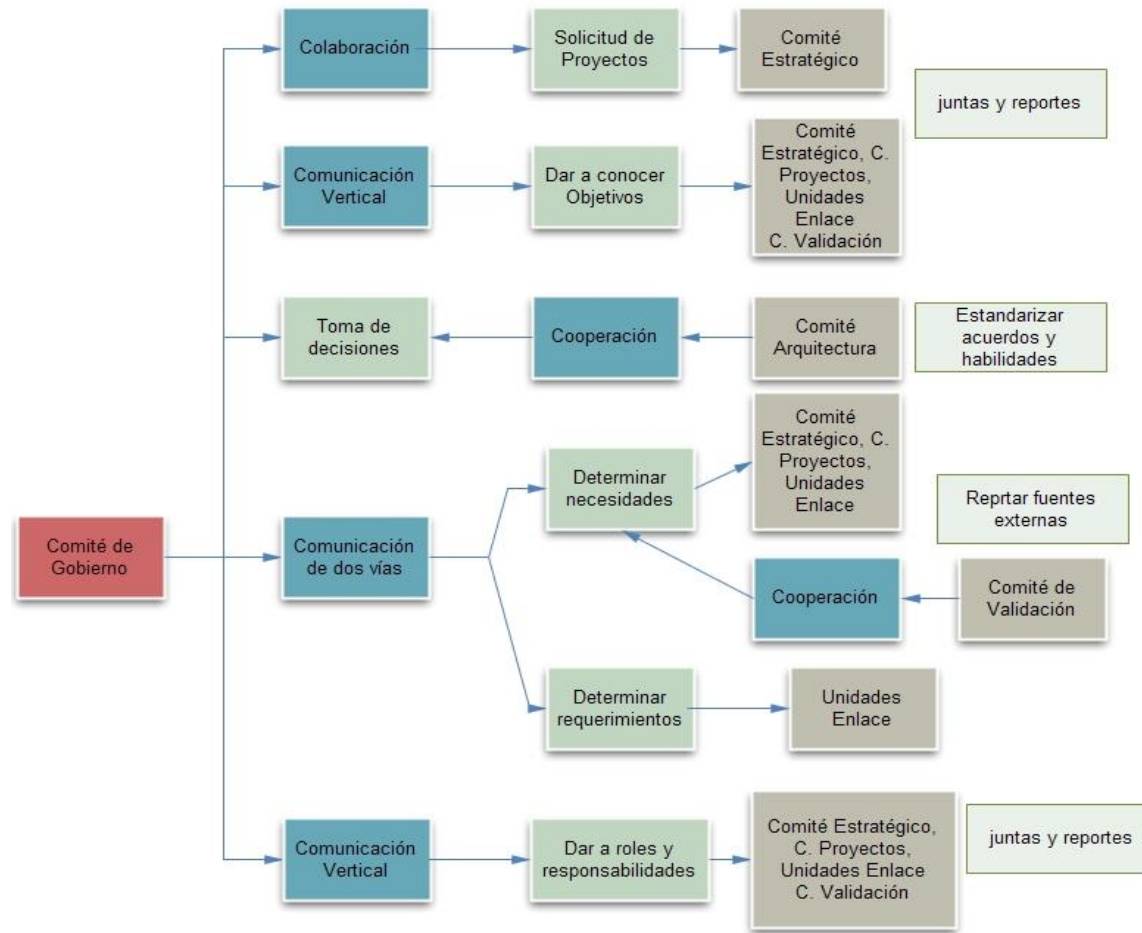 Colaboración
Solicitud de
Proyectos
Comité
Estratégico
juntas y reportes
Comunicación
Vertical
Dar a conocer
Objetivos
Comité
Estratégico, C.
Proyectos,
Unidades
Enlace
C. Validación
Toma de
decisiones
Cooperación
Comité
Arquitectura
Estandarizar
acuerdos y
habilidades
Comité de
Gobierno
Comunicación
de dos vías
Determinar
necesidades
Comité
Estratégico, C.
Proyectos,
Unidades
Enlace
Reprtar fuentes
externas
Cooperación
Comité de
Validación
Determinar
requerimientos
Unidades
Enlace
Comunicación
Vertical
Dar a roles y
responsabilidades
Comité Estratégico,
C. Proyectos,
Unidades Enlace
C. Validación
juntas y reportes